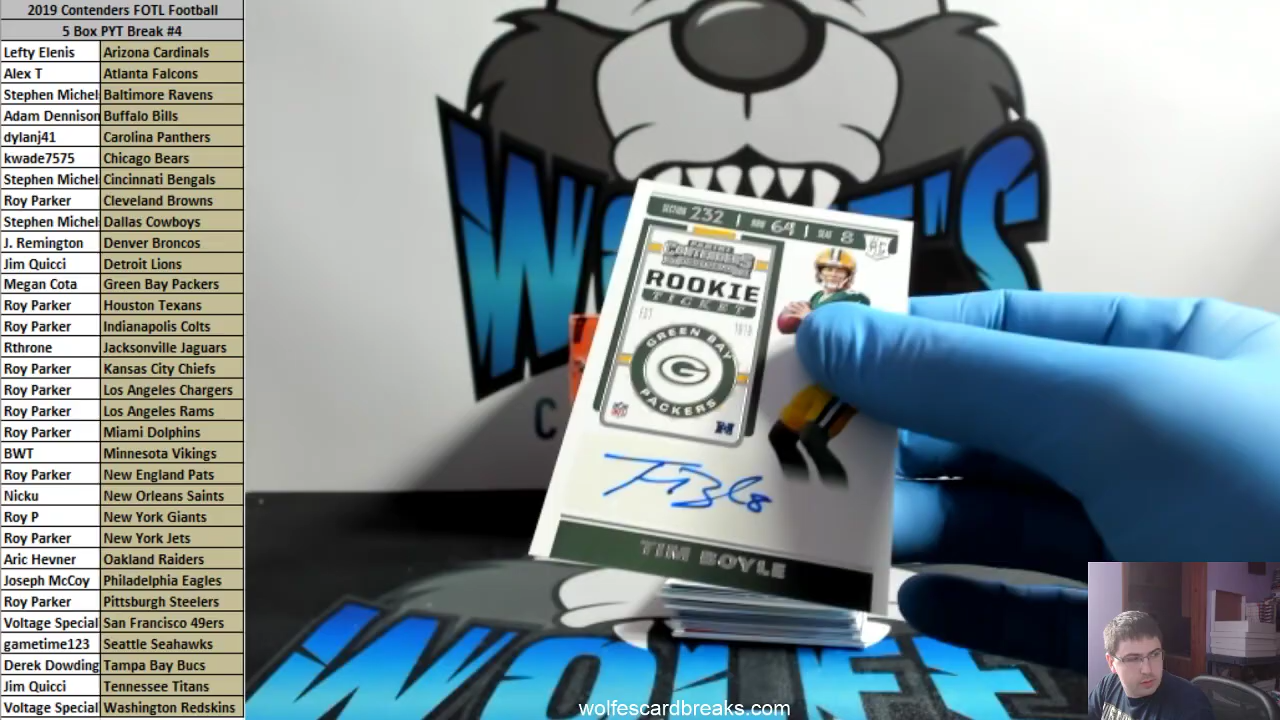 2019 Contenders FOTL Football
5 Box PYT Break #4
Lefty Elenis Arizona Cardinals
Alex T Atlanta Falcons
Stephen Michel Baltimore Ravens
Adam Dennison Buffalo Bills
dylanj41 Carolina Panthers
kwade7575 Chicago Bears
Stephen Michel Cincinnati Bengals
Roy Parker Cleveland Browns
Stephen Michel Dallas Cowboys
J. Remington Denver Broncos
Jim Quicci Detroit Lions
Megan Cota Green Bay Packers
Roy Parker Houston Texans
Roy Parker Indianapolis Colts
Rthrone Jacksonville Jaguars
Roy Parker Kansas City Chiefs
Roy Parker Los Angeles Chargers
Roy Parker Los Angeles Rams
Roy Parker Miami Dolphins
BWT Minnesota Vikings
Roy Parker New England Pats
Nicku New Orleans Saints
Roy P New York Giants
Roy Parker New York Jets
Aric Hevner Oakland Raiders
Joseph McCoy Philadelphia Eagles
Roy Parker Pittsburgh Steelers
Voltage Special San Francisco 49ers
gametime123 Seattle Seahawks
Derek Dowding Tampa Bay Bucs
Jim Quicci Tennessee Titans
Voltage Special Washington Redskins
SECTION 232 | ROW 64 | SEAT 8
RC
PANINI
CONTENDERS
ROOKIE
TICKET
EST 1919
GREEN BAY
G
PACKERS
NFL
N
TIM BOYLE
C
wolfescardbreaks.com